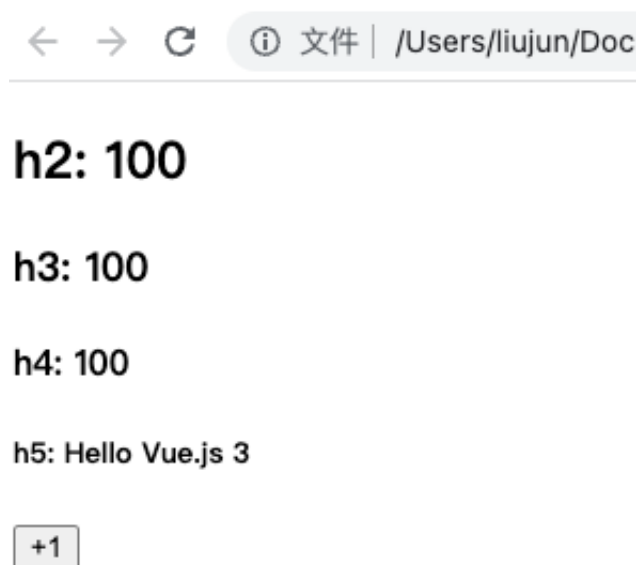 文件 | /Users/liujun/Doc
h2: 100
h3: 100
h4: 100
h5: Hello Vue.js 3
+1